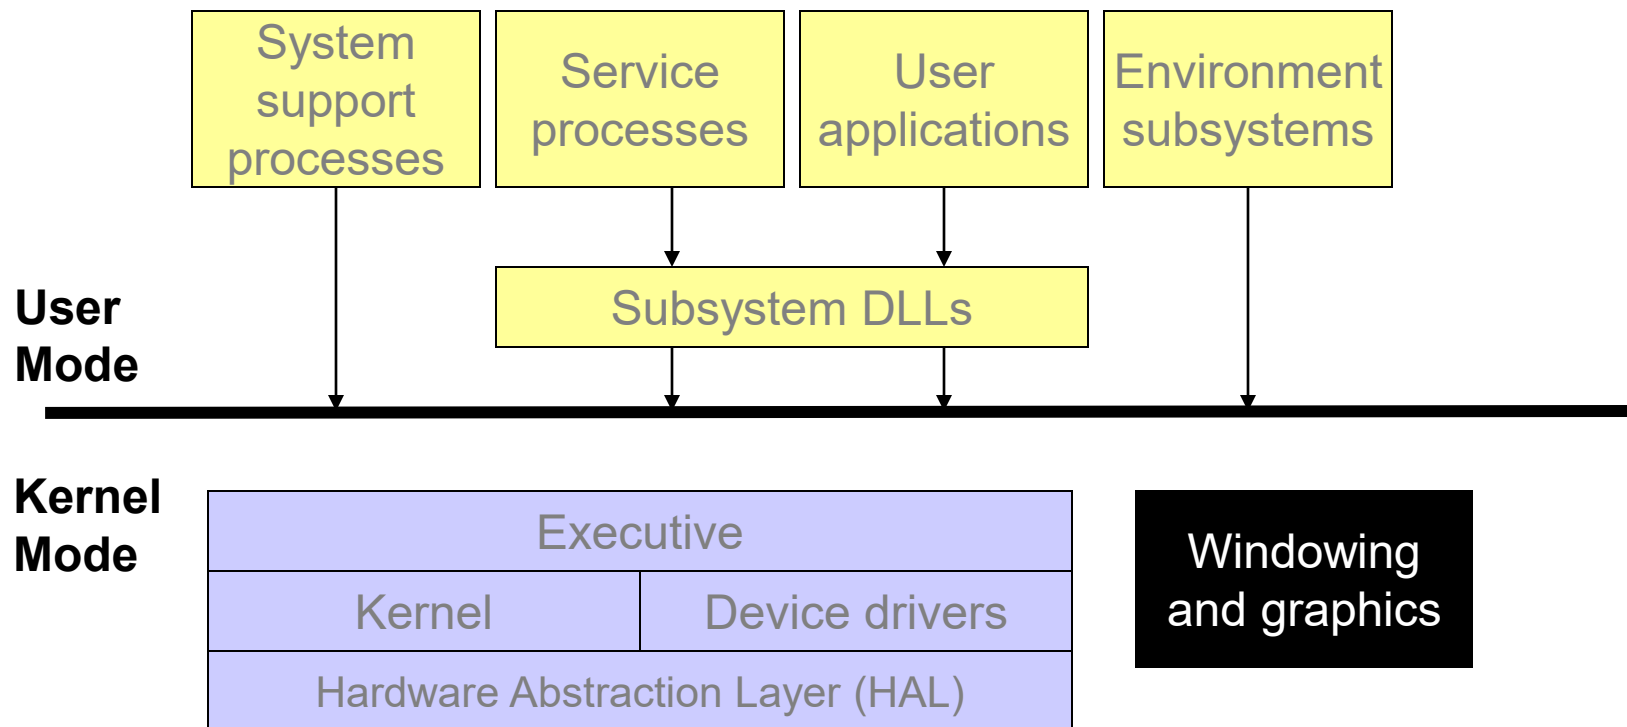 System
support
processes
Service
processes
User
applications
Environment
subsystems
Subsystem DLLs
User
Mode
Kernel
Mode
Executive
Kernel
Device drivers
Hardware Abstraction Layer (HAL)
Windowing
and graphics